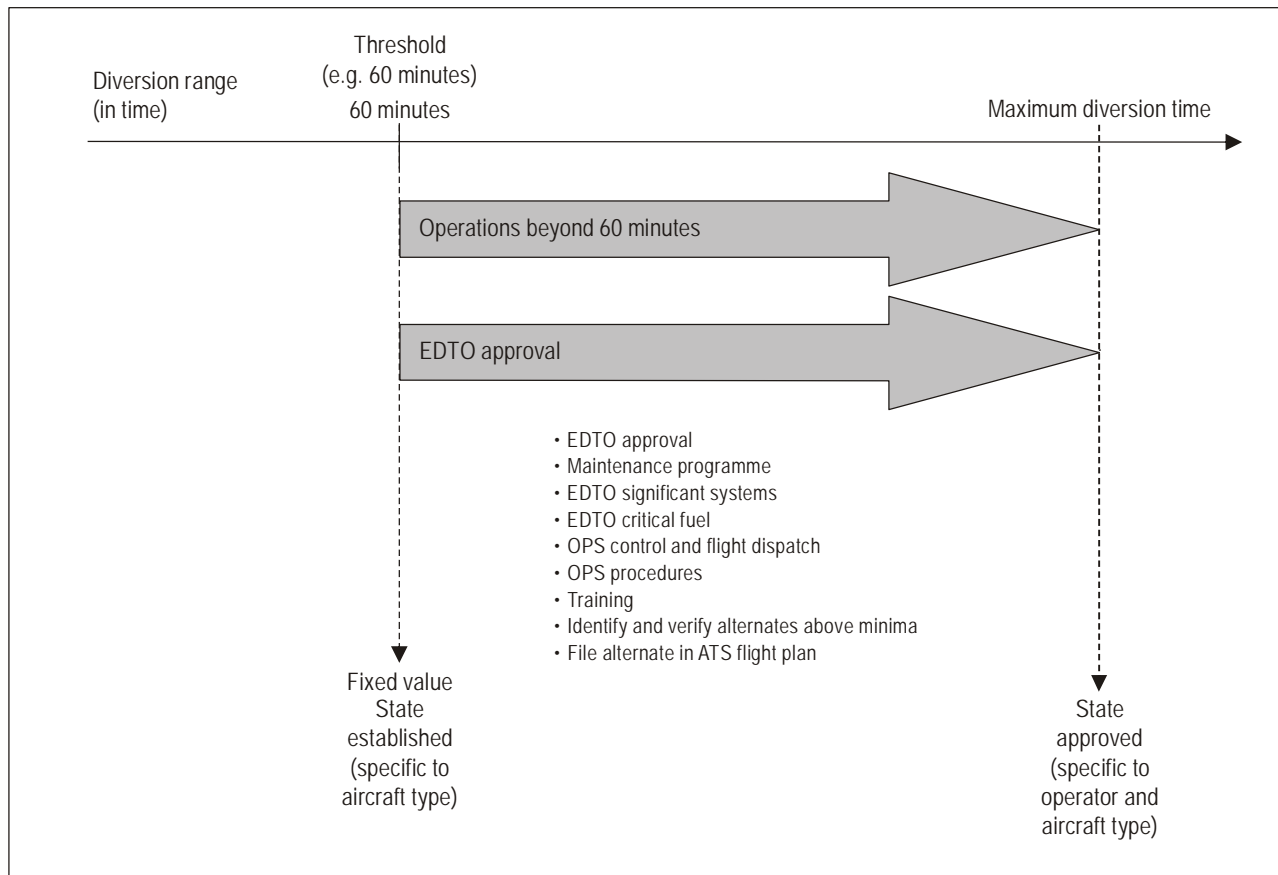 Threshold
(e.g. 60 minutes)
60 minutes
Diversion range
(in time)
Maximum diversion time
Operations beyond 60 minutes
EDTO approval
• EDTO approval
• Maintenance programme
• EDTO significant systems
• EDTO critical fuel
• OPS control and flight dispatch
• OPS procedures
• Training
• Identify and verify alternates above minima
• File alternate in ATS flight plan
Fixed value
State
established
(specific to
aircraft type)
State
approved
(specific to
operator and
aircraft type)